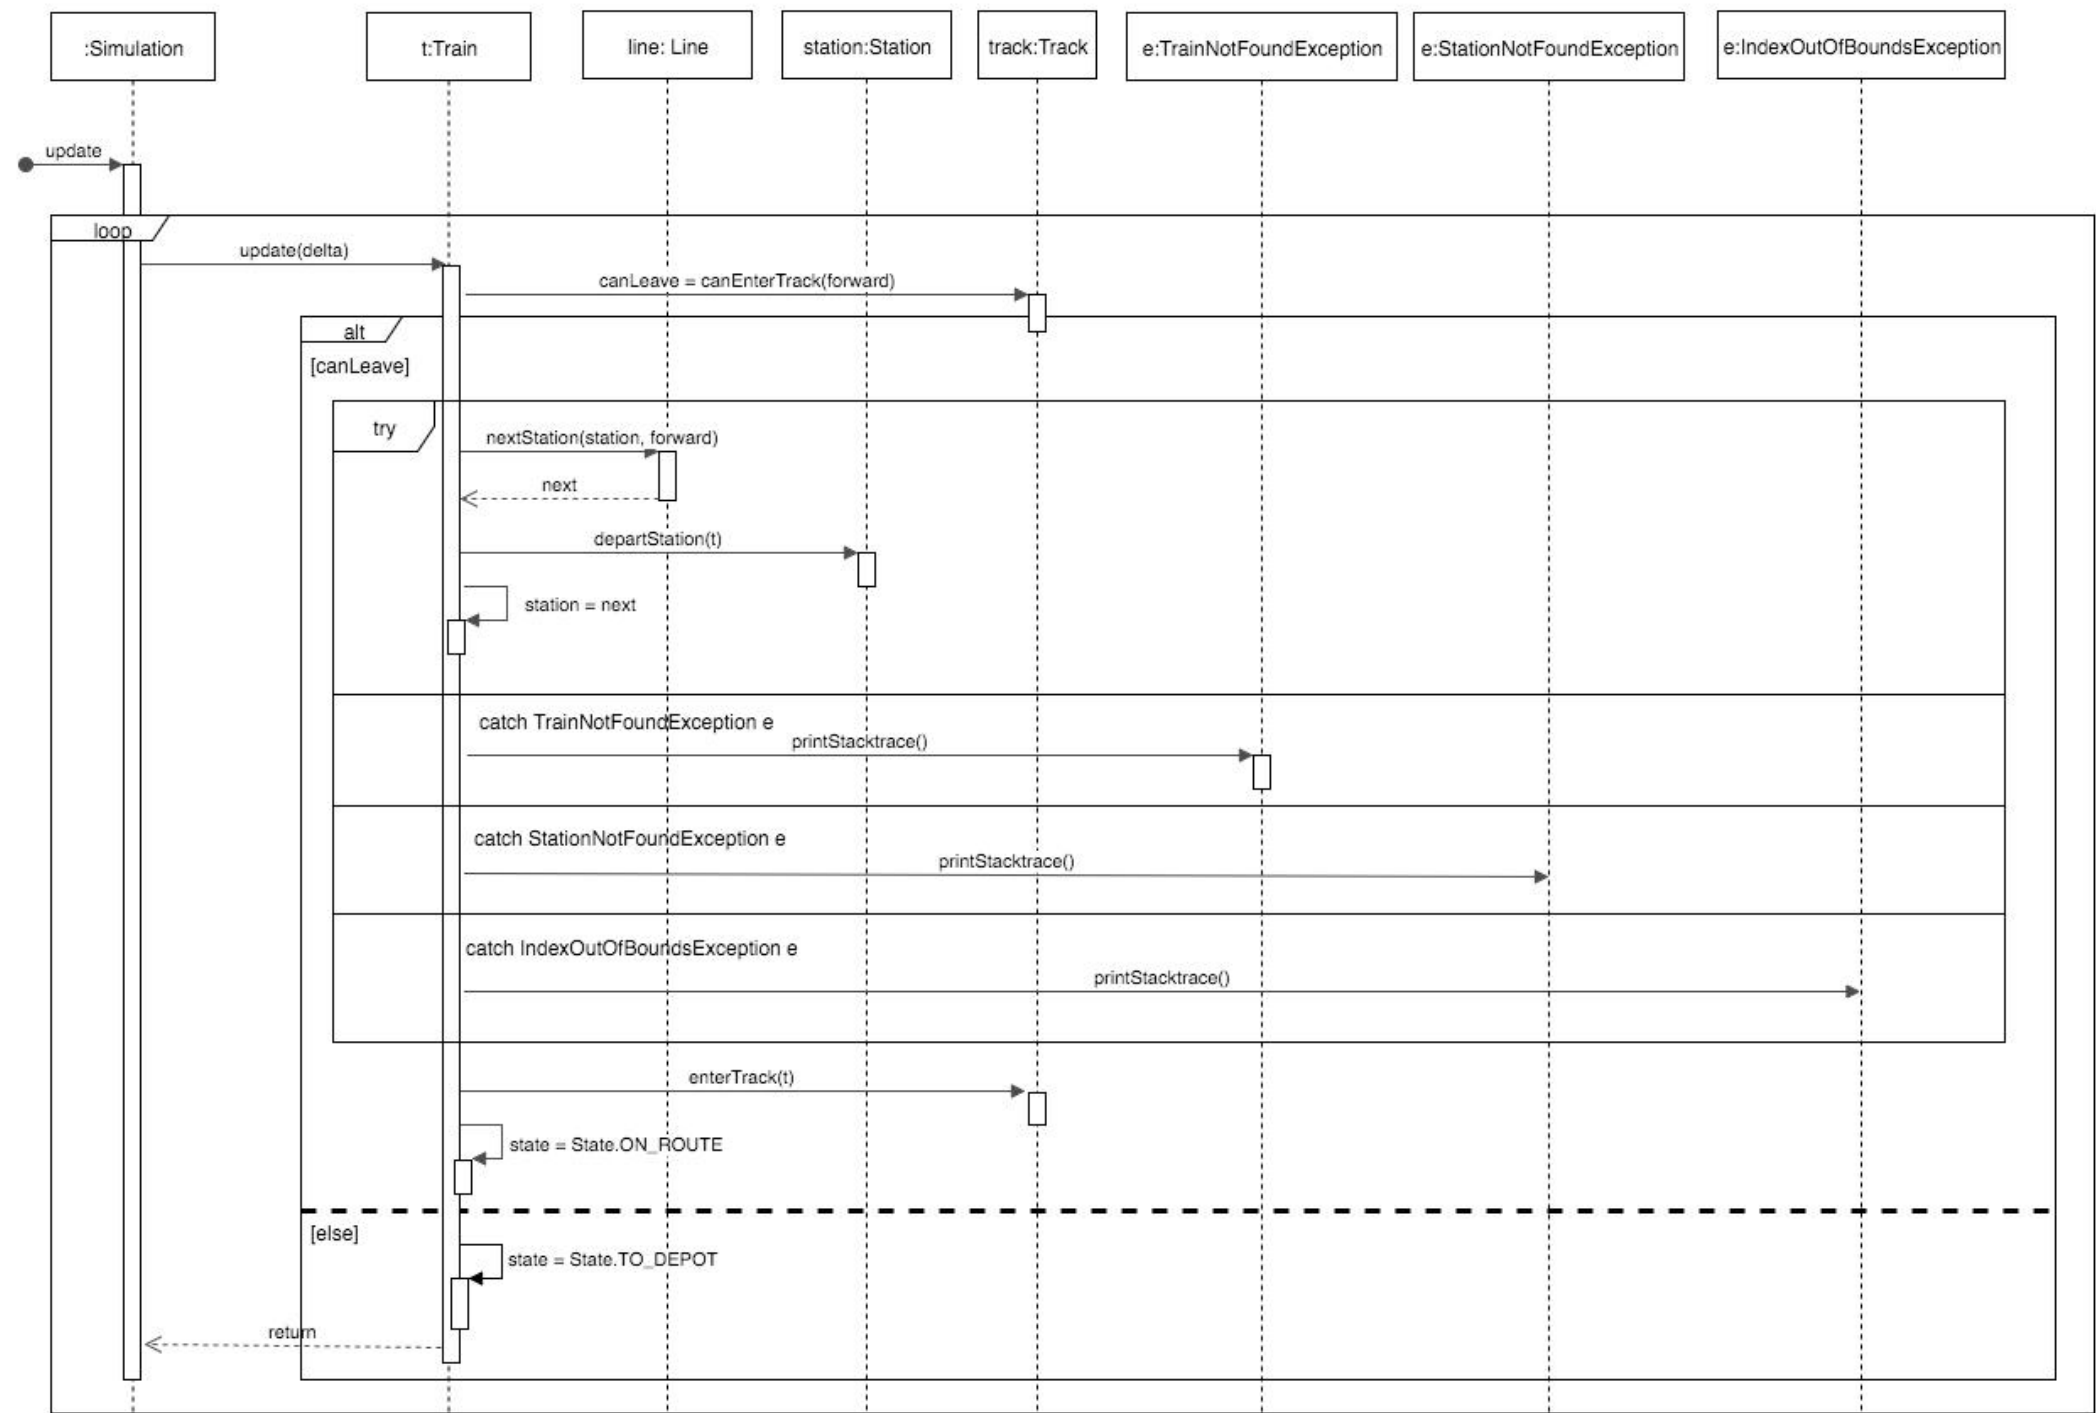 :Simulation
t:Train
line: Line
station:Station
track:Track
e:TrainNotFoundException
e:StationNotFoundException
e:IndexOutOfBoundsException
update
loop
update(delta)
canLeave = canEnterTrack(forward)
alt
[canLeave]
try
nextStation(station, forward)
next
departStation(t)
station = next
catch TrainNotFoundException e
printStacktrace()
catch StationNotFoundException e
printStacktrace()
catch IndexOutOfBoundsException e
printStacktrace()
enterTrack(t)
state = State.ON_ROUTE
[else]
state = State.TO_DEPOT
return